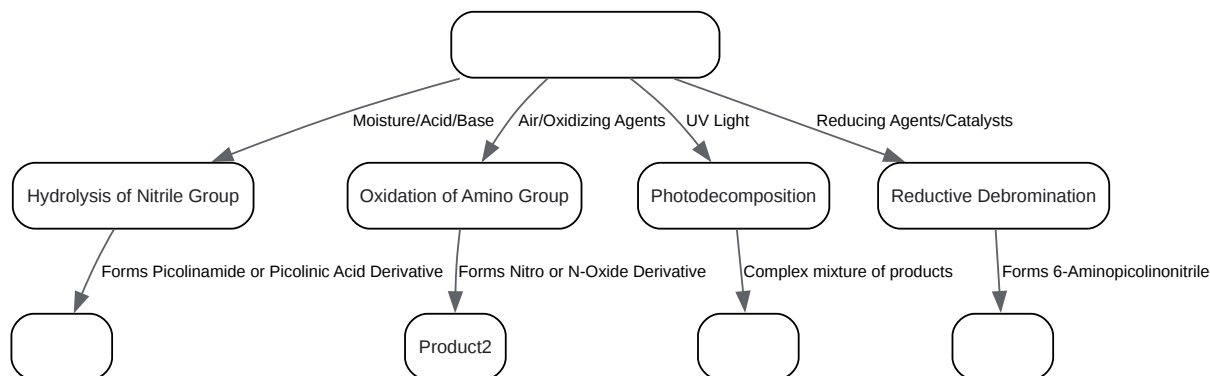 Moisture/Acid/Base
Air/Oxidizing Agents
UV Light
Reducing Agents/Catalysts
Hydrolysis of Nitrile Group
Oxidation of Amino Group
Photodecomposition
Reductive Debromination
Forms Picolinamide or Picolinic Acid Derivative
Forms Nitro or N-Oxide Derivative
Complex mixture of products
Forms 6-Aminopicolinonitrile
Product2